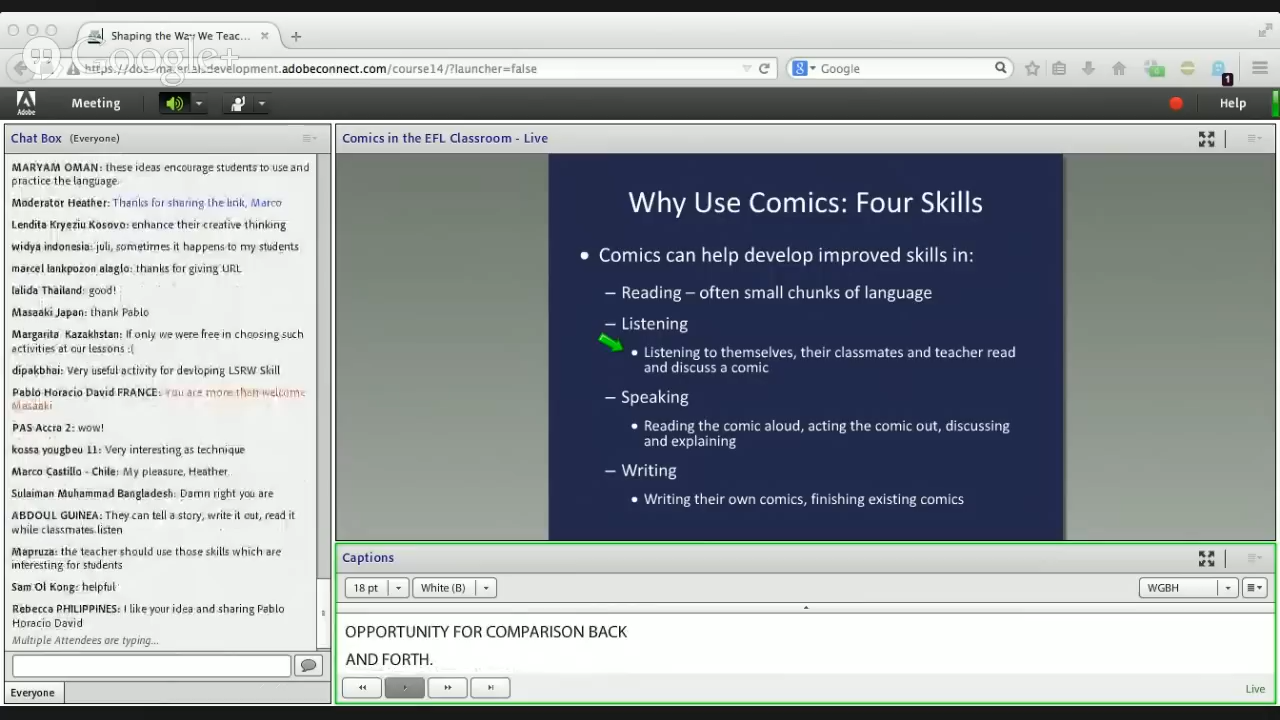 Shaping the Way We Teac...
Google+
adobeconnect.com/course14/?launcher=false
Google
1
Adobe
Meeting
Help
Chat Box (Everyone)
MARYAM OMAN: these ideas encourage students to use and
practice the language.
Moderator Heather: Thanks for sharing the link, Marco
Lendita Kryeziu Kosovo: enhance their creative thinking
widya indonesia: juli, sometimes it happens to my students
marcel lankpozon alaglo: thanks for giving URL
lalida Thailand: good!
Masaaki Japan: thank Pablo
Margarita Kazakhstan: If only we were free in choosing such
activities at our lessons :(
dipakbhai: Very useful activity for devloping LSRW Skill
Pablo Horacio David FRANCE: You are more than welcome
Masaaki
PAS Accra 2: wow!
kossa yougbeu 11: Very interesting as technique
Marco Castillo - Chile: My pleasure, Heather
Sulaiman Muhammad Bangladesh: Damn right you are
ABDOUL GUINEA: They can tell a story, write it out, read it
while classmates listen
Mapruza: the teacher should use those skills which are
interesting for students
Sam Ol Kong: helpful
Rebecca PHILIPPINES: I like your idea and sharing Pablo
Horacio David
Multiple Attendees are typing...
Everyone
Comics in the EFL Classroom - Live
Why Use Comics: Four Skills
• Comics can help develop improved skills in:
– Reading – often small chunks of language
– Listening
• Listening to themselves, their classmates and teacher read
and discuss a comic
– Speaking
• Reading the comic aloud, acting the comic out, discussing
and explaining
– Writing
• Writing their own comics, finishing existing comics
Captions
18 pt
White (B)
WGBH
OPPORTUNITY FOR COMPARISON BACK
AND FORTH.
Live